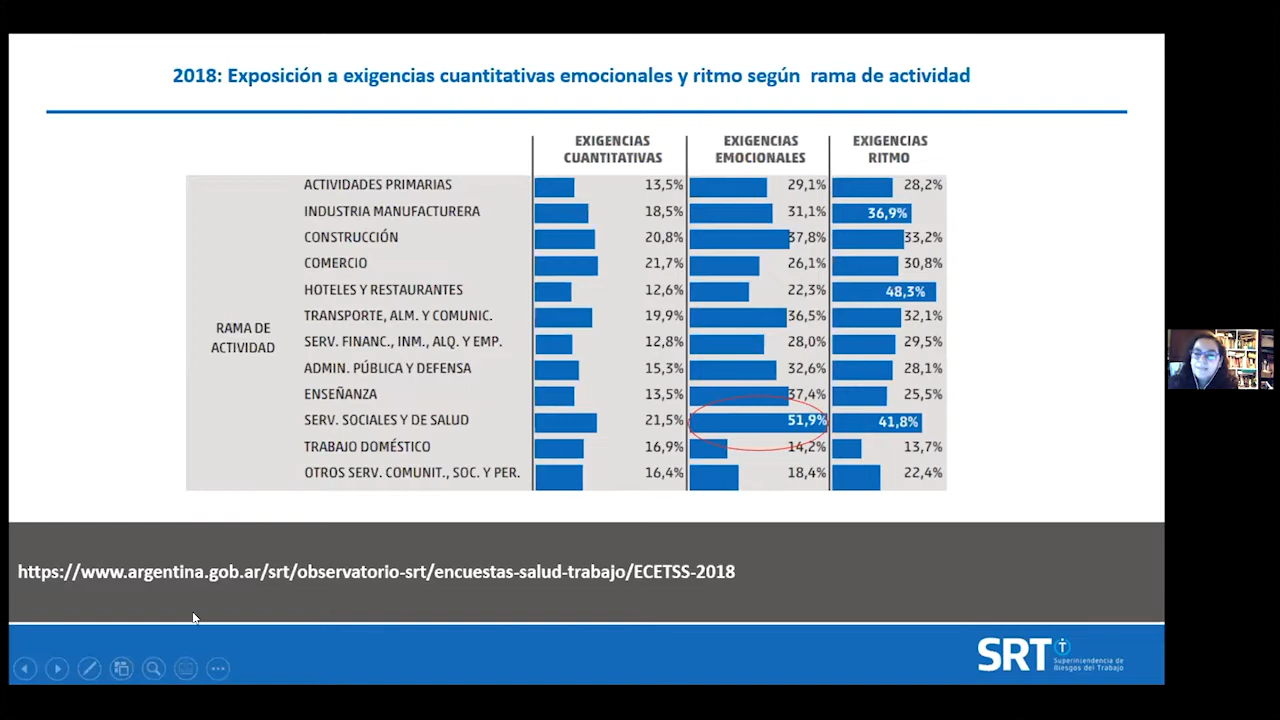 2018: Exposición a exigencias cuantitativas emocionales y ritmo según rama de actividad
EXIGENCIAS CUANTITATIVAS
EXIGENCIAS EMOCIONALES
EXIGENCIAS RITMO
RAMA DE ACTIVIDAD
ACTIVIDADES PRIMARIAS 13,5% 29,1% 28,2%
INDUSTRIA MANUFACTURERA 18,5% 31,1% 36,9%
CONSTRUCCIÓN 20,8% 37,8% 33,2%
COMERCIO 21,7% 26,1% 30,8%
HOTELES Y RESTAURANTES 12,6% 22,3% 48,3%
TRANSPORTE, ALM. Y COMUNIC. 19,9% 36,5% 32,1%
SERV. FINANC., INM., ALQ. Y EMP. 12,8% 28,0% 29,5%
ADMIN. PÚBLICA Y DEFENSA 15,3% 32,6% 28,1%
ENSEÑANZA 13,5% 37,4% 25,5%
SERV. SOCIALES Y DE SALUD 21,5% 51,9% 41,8%
TRABAJO DOMÉSTICO 16,9% 14,2% 13,7%
OTROS SERV. COMUNIT., SOC. Y PER. 16,4% 18,4% 22,4%
https://www.argentina.gob.ar/srt/observatorio-srt/encuestas-salud-trabajo/ECETSS-2018
SRT
Superintendencia de
Riesgos del Trabajo